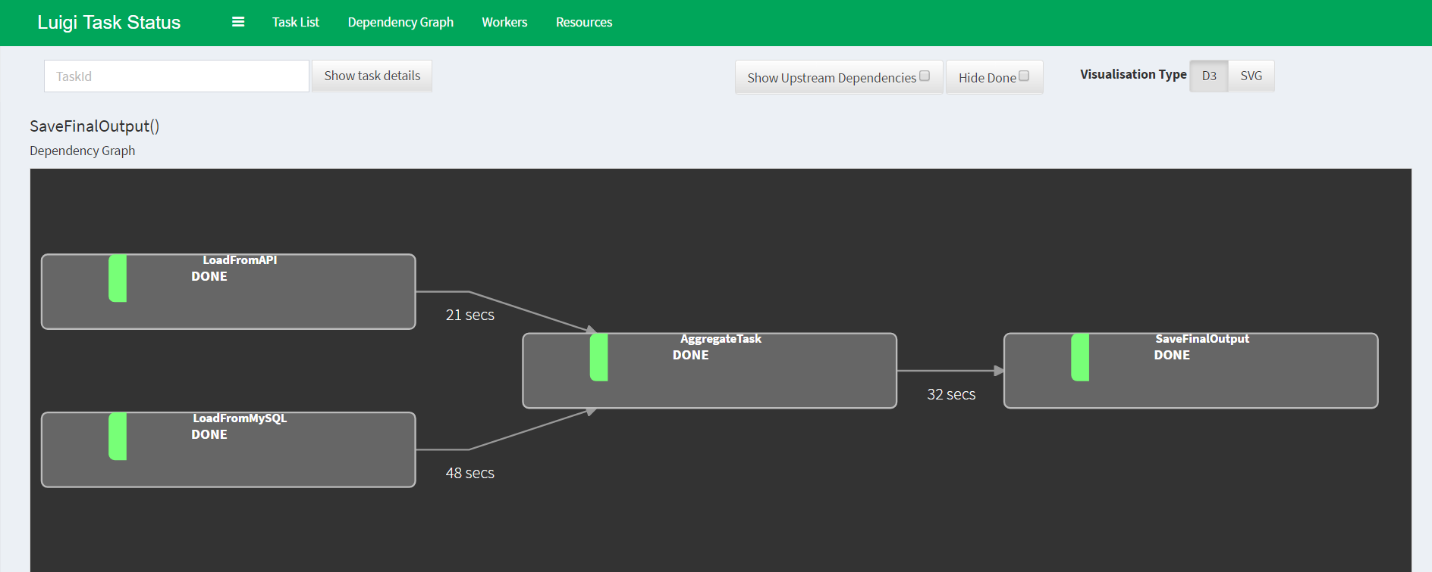 Luigi Task Status Task List Dependency Graph Workers Resources
TaskId Show task details Show Upstream Dependencies Hide Done Visualisation Type D3 SVG
SaveFinalOutput()
Dependency Graph
LoadFromAPI
DONE
21 secs
AggregateTask
DONE
SaveFinalOutput
DONE
32 secs
LoadFromMySQL
DONE
48 secs